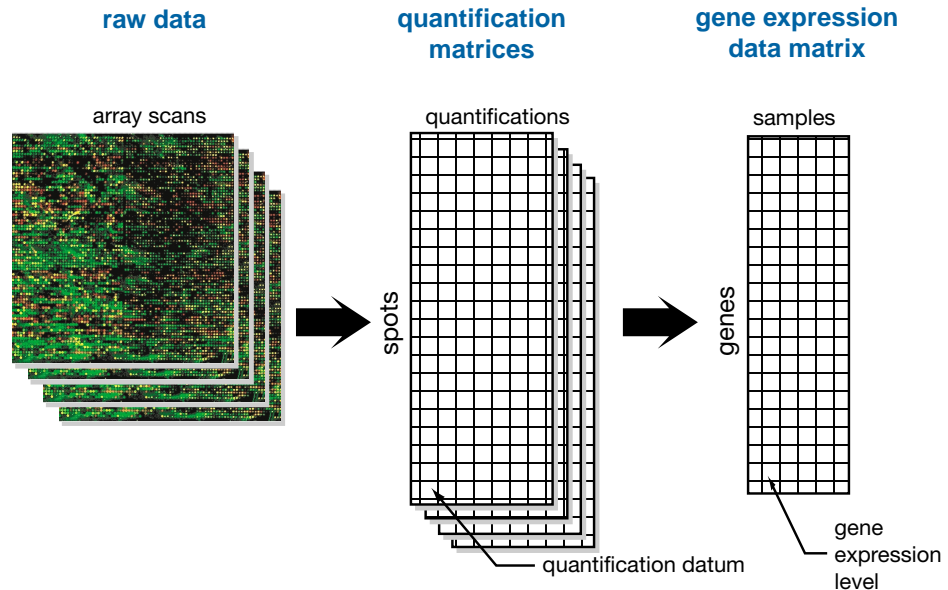 raw data
quantification
matrices
gene expression
data matrix
array scans
quantifications
samples
spots
genes
quantification datum
gene
expression
level